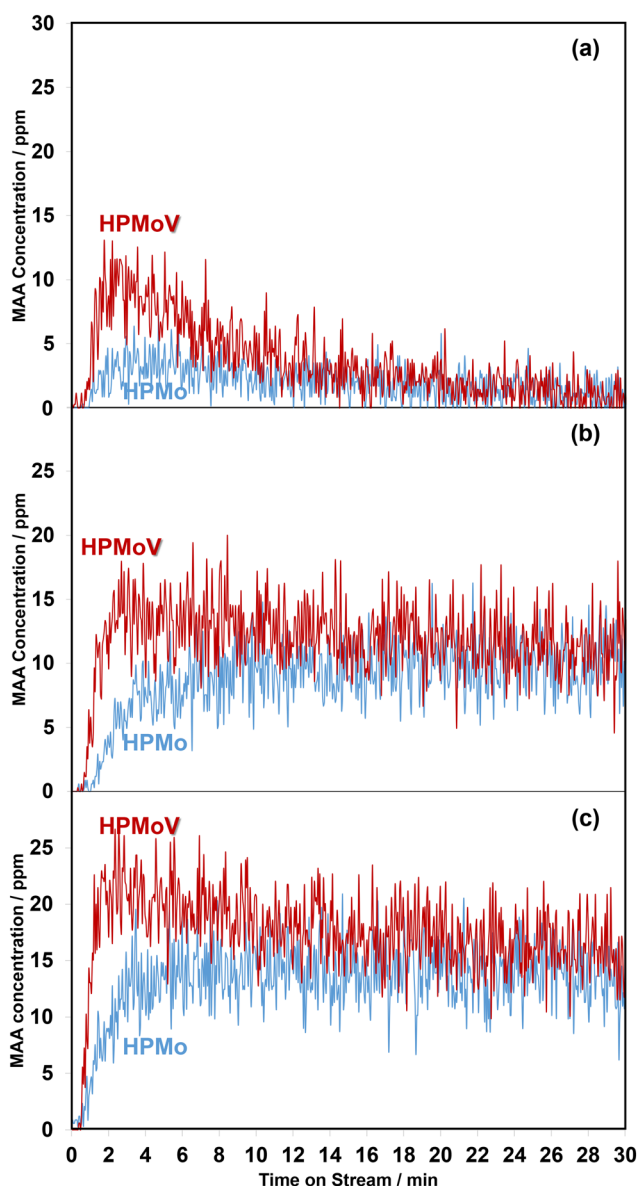 30
(a)
25
20
MAA Concentration / ppm
15
HPMoV
10
5
HPMo
0
(b)
25
20
HPMoV
MAA Concentration / ppm
15
10
5
HPMo
0
(c)
HPMoV
25
20
MAA concentration / ppm
15
10
HPMo
5
0
0 2 4 6 8 10 12 14 16 18 20 22 24 26 28 30
Time on Stream / min